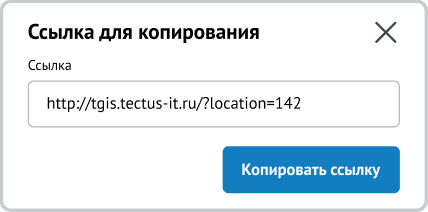 Ссылка для копирования
Ссылка
http://tgis.tectus-it.ru/?location=142
Копировать ссылку